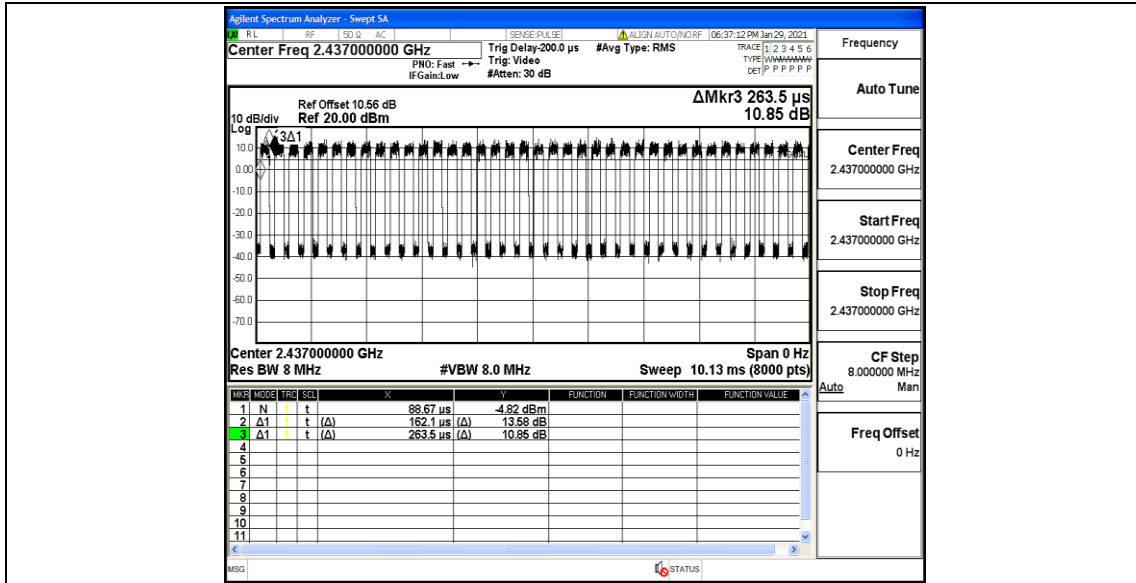 Agilent Spectrum Analyzer - Swept SA
LXI RL RF 50 Ω AC SENSE:PULSE ALIGN AUTO/NO RF 06:37:12 PM Jan 29, 2021
Center Freq 2.437000000 GHz
PNO: Fast
IFGain:Low
Trig Delay-200.0 µs
Trig: Video
#Atten: 30 dB
#Avg Type: RMS
TRACE 1 2 3 4 5 6
TYPE WWWWWW
DET P P P P P P
ΔMkr3 263.5 µs
10.85 dB
Ref Offset 10.56 dB
10 dB/div Ref 20.00 dBm
Log
3Δ1
10.0
0.00
-10.0
-20.0
-30.0
-40.0
-50.0
-60.0
-70.0
Center 2.437000000 GHz Span 0 Hz
Res BW 8 MHz #VBW 8.0 MHz Sweep 10.13 ms (8000 pts)
MKR MODE TRC SCL X Y FUNCTION FUNCTION WIDTH FUNCTION VALUE
1 N 1 t 88.67 µs -4.82 dBm
2 Δ1 1 t (Δ) 162.1 µs (Δ) 13.58 dB
3 Δ1 1 t (Δ) 263.5 µs (Δ) 10.85 dB
4
5
6
7
8
9
10
11
MSG STATUS
Frequency
Auto Tune
Center Freq
2.437000000 GHz
Start Freq
2.437000000 GHz
Stop Freq
2.437000000 GHz
CF Step
8.000000 MHz
Auto Man
Freq Offset
0 Hz